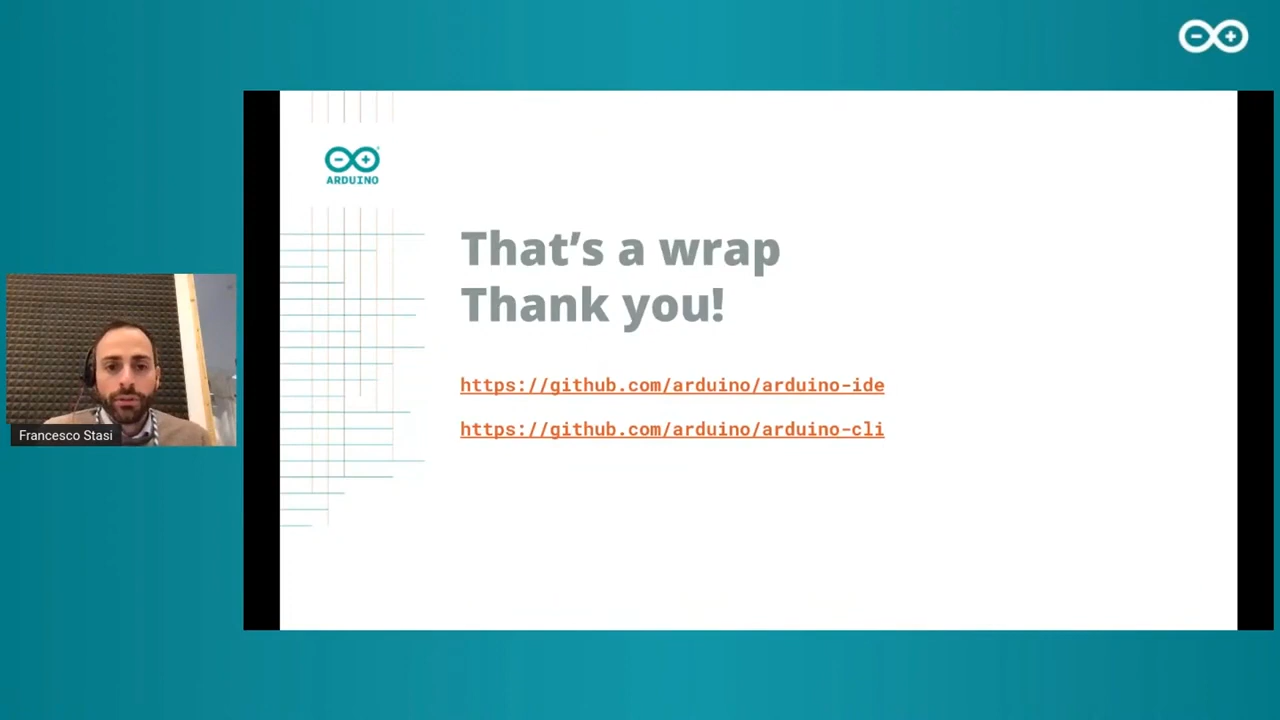 ARDUINO
That’s a wrap
Thank you!
https://github.com/arduino/arduino-ide
https://github.com/arduino/arduino-cli
Francesco Stasi